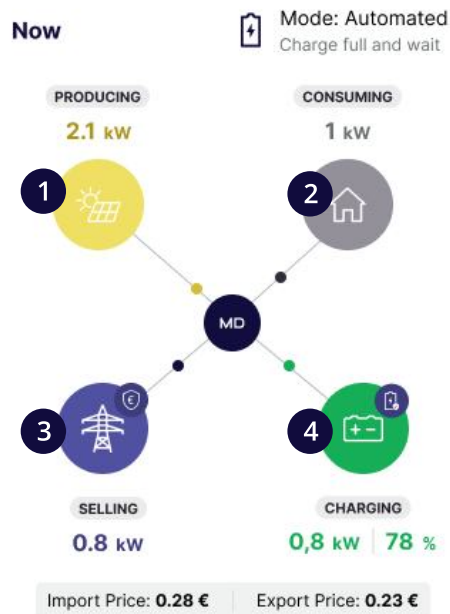 Now
Mode: Automated
Charge full and wait
PRODUCING
CONSUMING
2.1 kW
1 kW
1
2
MD
€
3
4
+ -
SELLING
CHARGING
0.8 kW
0,8 kW 78 %
Import Price: 0.28 € Export Price: 0.23 €